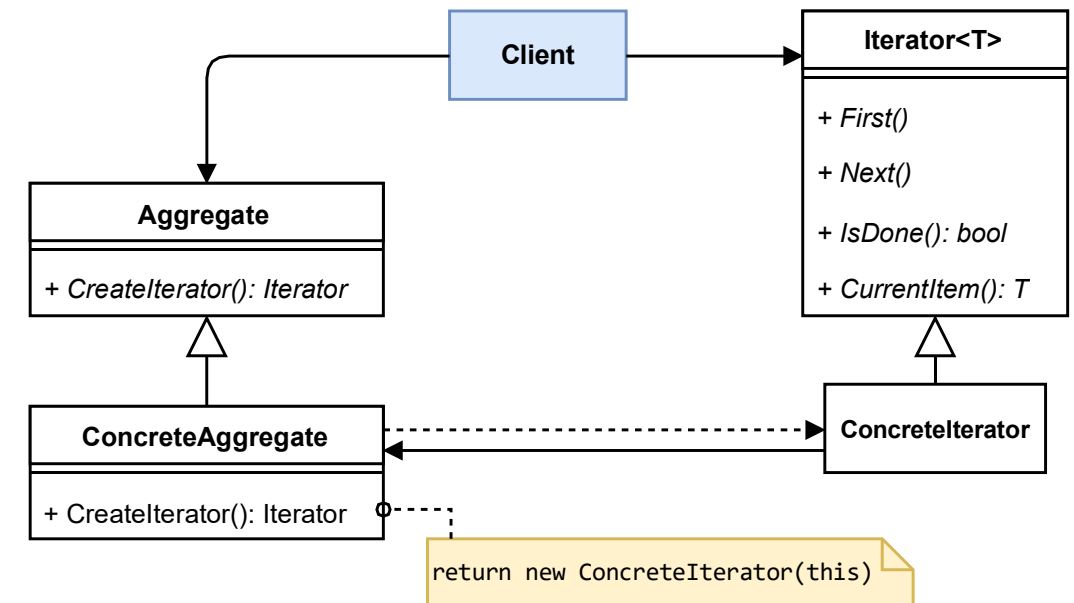 Client
Iterator<T>
+ First()
+ Next()
+ IsDone(): bool
+ CurrentItem(): T
Aggregate
+ CreateIterator(): Iterator
ConcreteAggregate
+ CreateIterator(): Iterator
ConcreteIterator
return new ConcreteIterator(this)